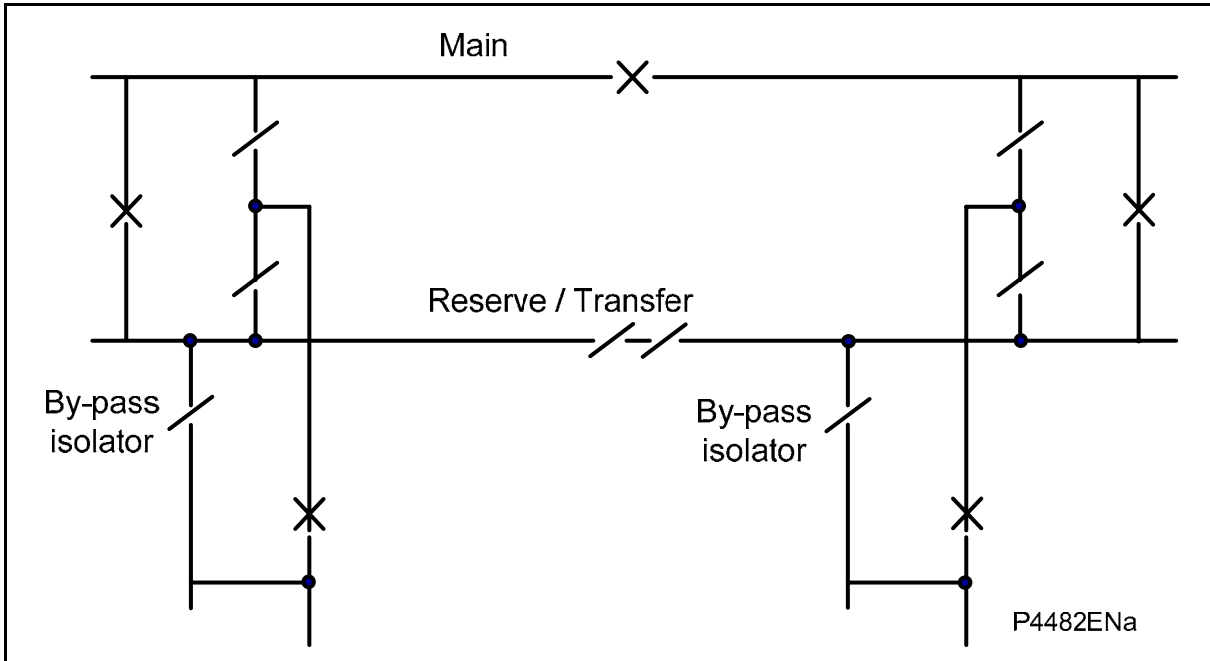 Main
Reserve / Transfer
By-pass
isolator
By-pass
isolator
P4482ENa